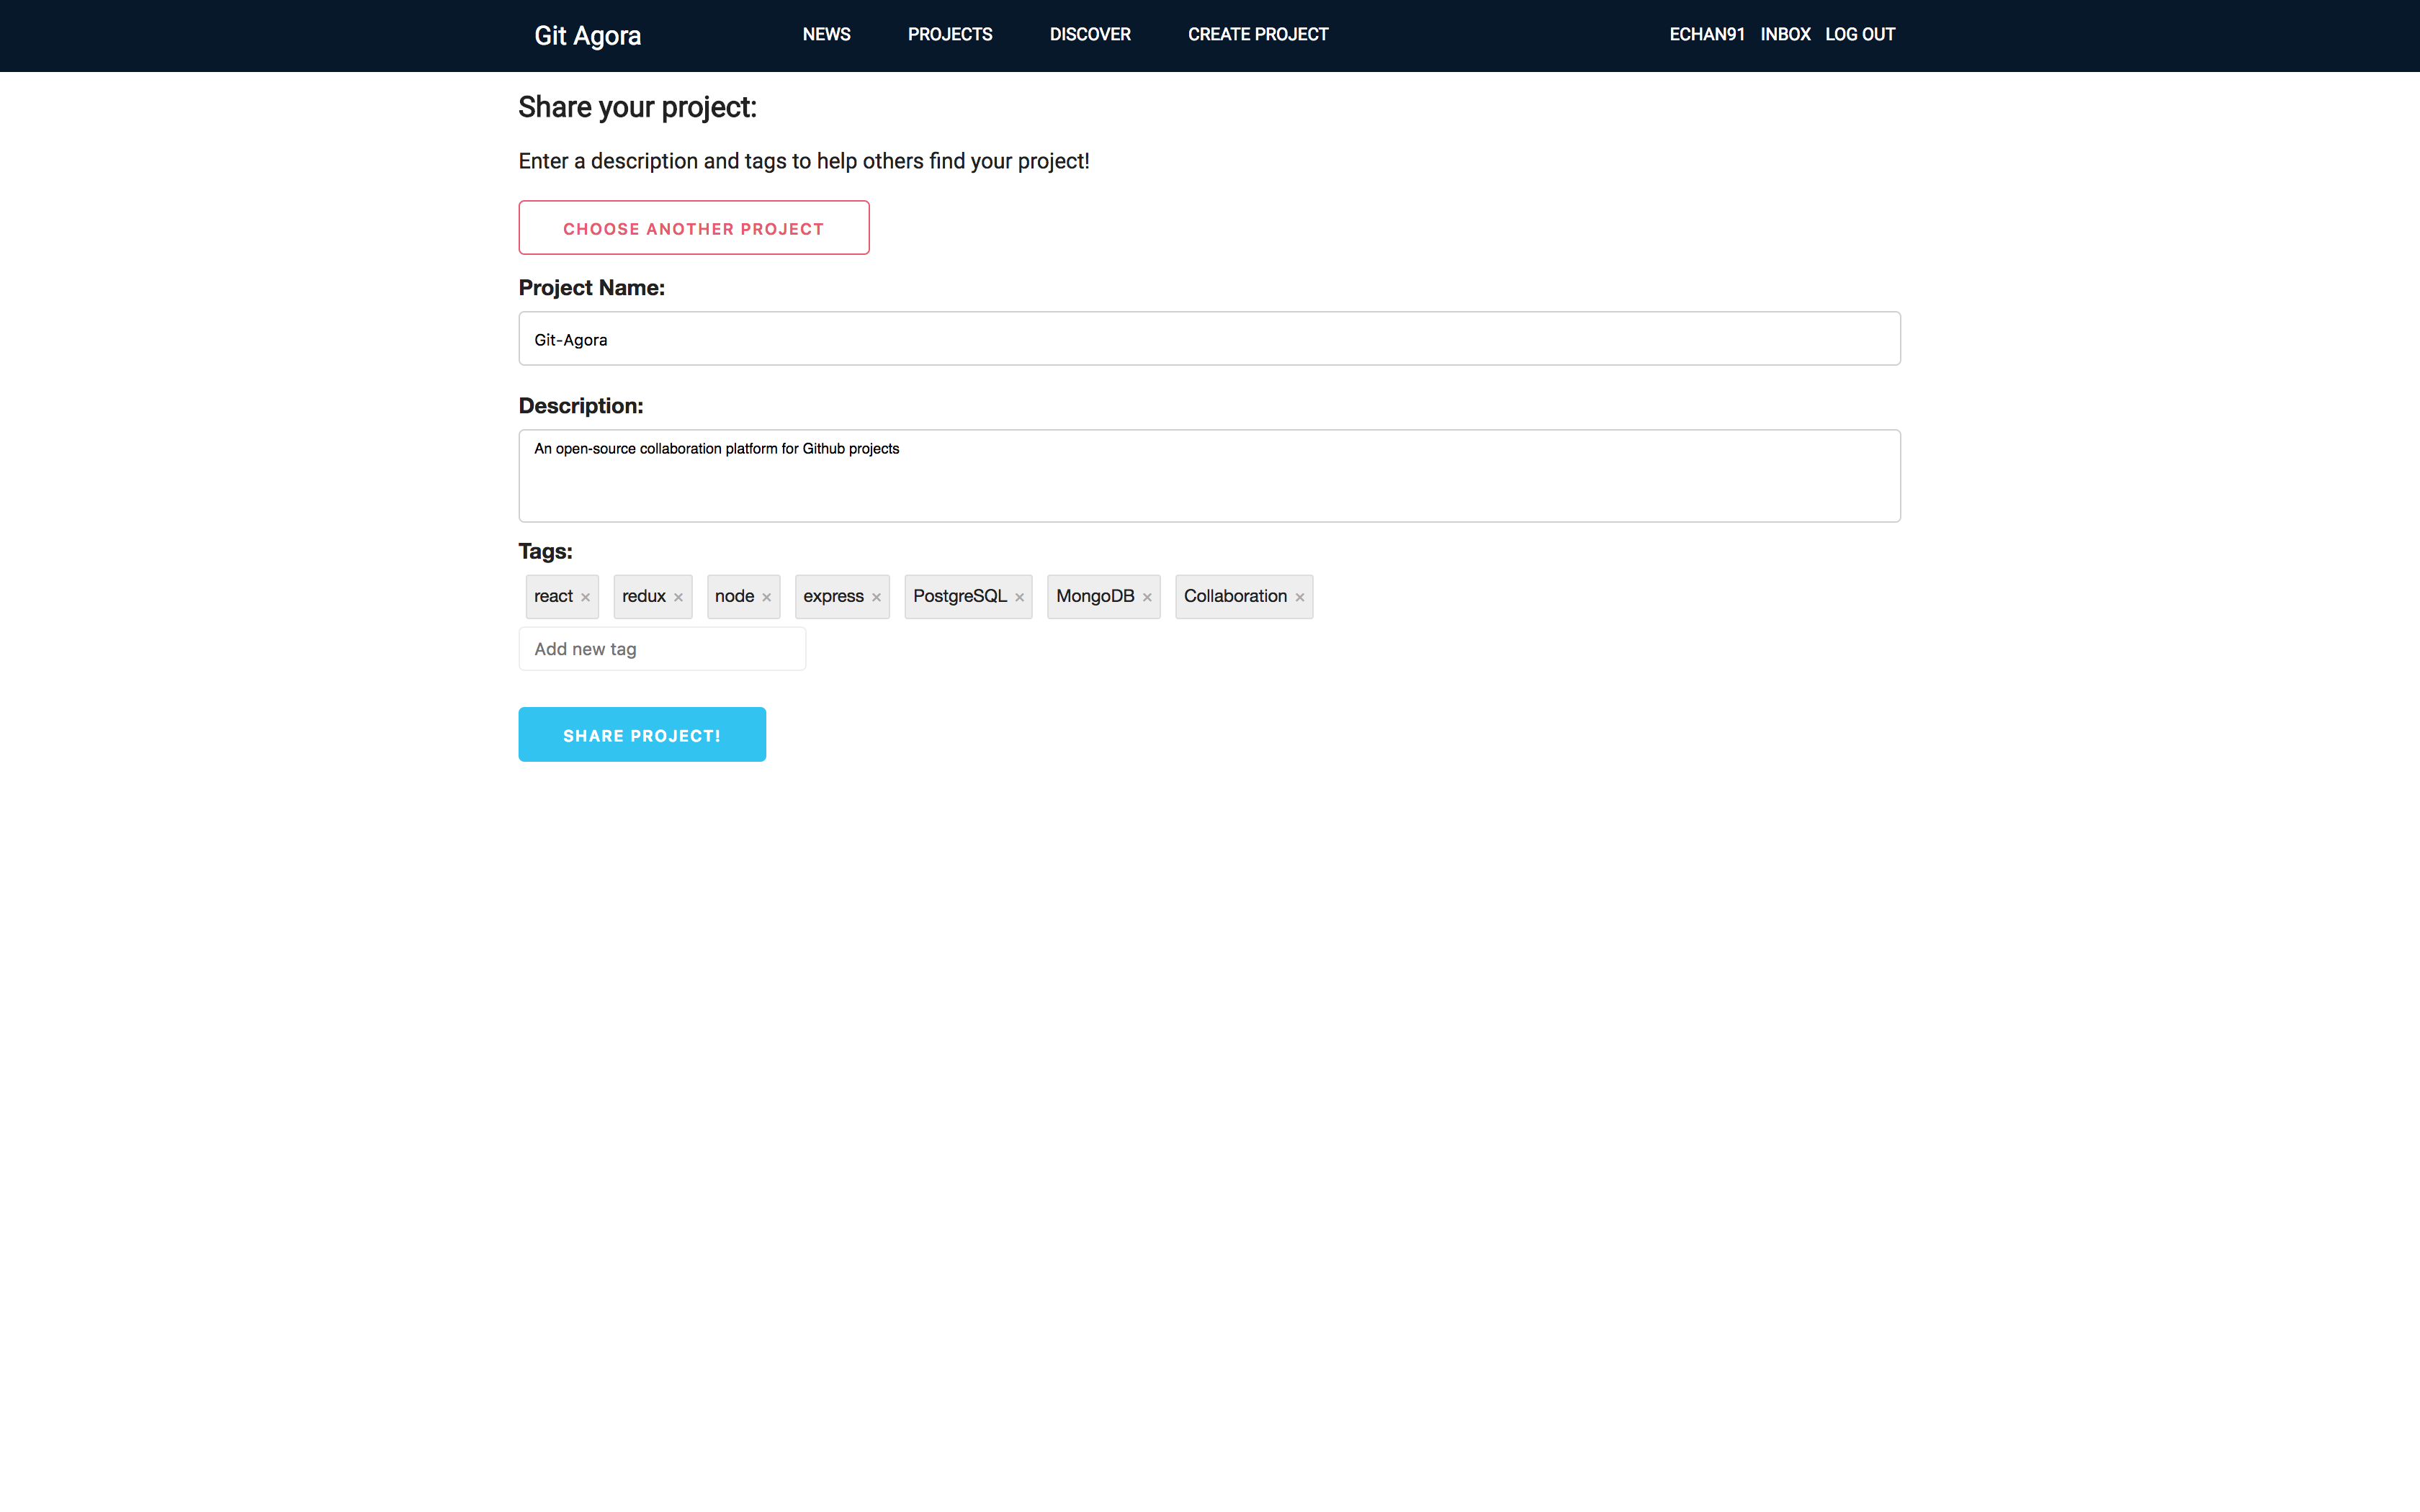 Git Agora NEWS PROJECTS DISCOVER CREATE PROJECT ECHAN91 INBOX LOG OUT
Share your project:
Enter a description and tags to help others find your project!
CHOOSE ANOTHER PROJECT
Project Name:
Git-Agora
Description:
An open-source collaboration platform for Github projects
Tags:
react × redux × node × express × PostgreSQL × MongoDB × Collaboration ×
Add new tag
SHARE PROJECT!